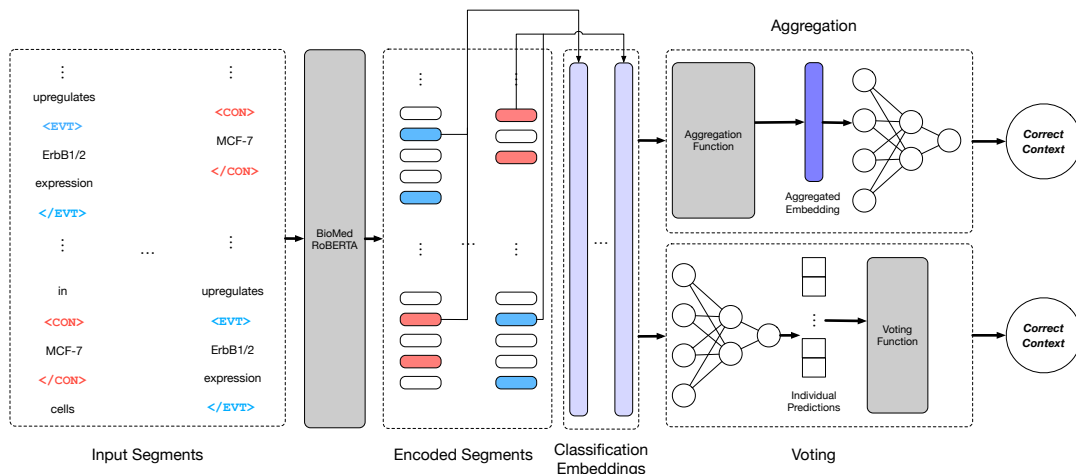 Aggregation
⋮
upregulates
<EVT>
ErbB1/2
expression
</EVT>
⋮
in
<CON>
MCF-7
</CON>
cells
...
⋮
<CON>
MCF-7
</CON>
⋮
upregulates
<EVT>
ErbB1/2
expression
</EVT>
Input Segments
BioMed
RoBERTA
⋮
⋮
...
⋮
⋮
Encoded Segments
...
Classification
Embeddings
Aggregation
Function
Aggregated
Embedding
Correct
Context
⋮
Individual
Predictions
Voting
Function
Correct
Context
Voting